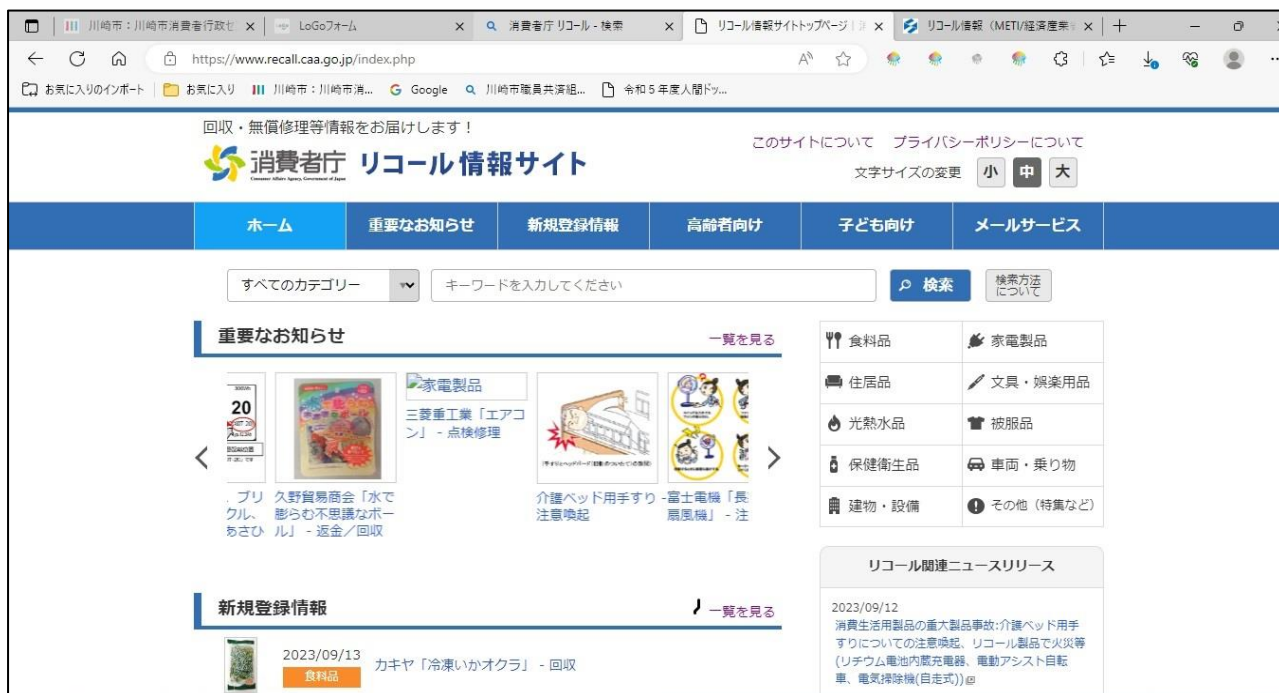 川崎市：川崎市消費者行政セ
LoGoフォーム
消費者庁 リコール - 検索
リコール情報サイトトップページ｜消
リコール情報（METI/経済産業
https://www.recall.caa.go.jp/index.php
お気に入りのインポート
お気に入り
川崎市：川崎市消...
Google
川崎市職員共済組...
令和５年度人間ドッ...
回収・無償修理等情報をお届けします！
消費者庁 リコール情報サイト
Consumer Affairs Agency, Government of Japan
このサイトについて プライバシーポリシーについて
文字サイズの変更 小 中 大
ホーム
重要なお知らせ
新規登録情報
高齢者向け
子ども向け
メールサービス
すべてのカテゴリー
キーワードを入力してください
検索
検索方法
について
重要なお知らせ
一覧を見る
20
. ブリ
クル、
あさひ
久野貿易商会「水で
膨らむ不思議なボー
ル」 - 返金／回収
家電製品
三菱重工業「エアコ
ン」 - 点検修理
介護ベッド用手すり -
注意喚起
富士電機「長
扇風機」 - 注
食料品
家電製品
住居品
文具・娯楽用品
光熱水品
被服品
保健衛生品
車両・乗り物
建物・設備
その他（特集など）
新規登録情報
一覧を見る
2023/09/13
食料品
カキヤ「冷凍いかオクラ」 - 回収
リコール関連ニュースリリース
2023/09/12
消費生活用製品の重大製品事故:介護ベッド用手
すりについての注意喚起、リコール製品で火災等
(リチウム電池内蔵充電器、電動アシスト自転
車、電気掃除機(自走式))